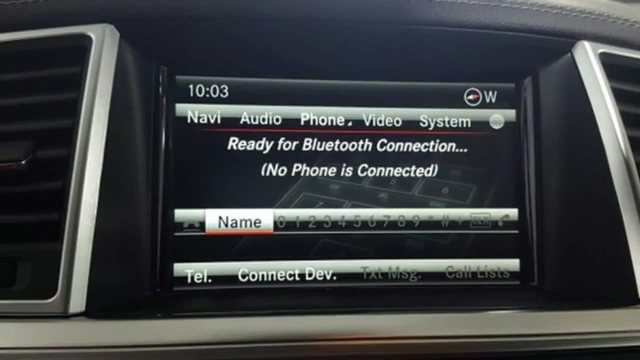 10:03 W
Navi Audio Phone Video System
Ready for Bluetooth Connection...
(No Phone is Connected)
Name 0 1 2 3 4 5 6 7 8 9 * # +
Tel. Connect Dev. Txt Msg. Call Lists